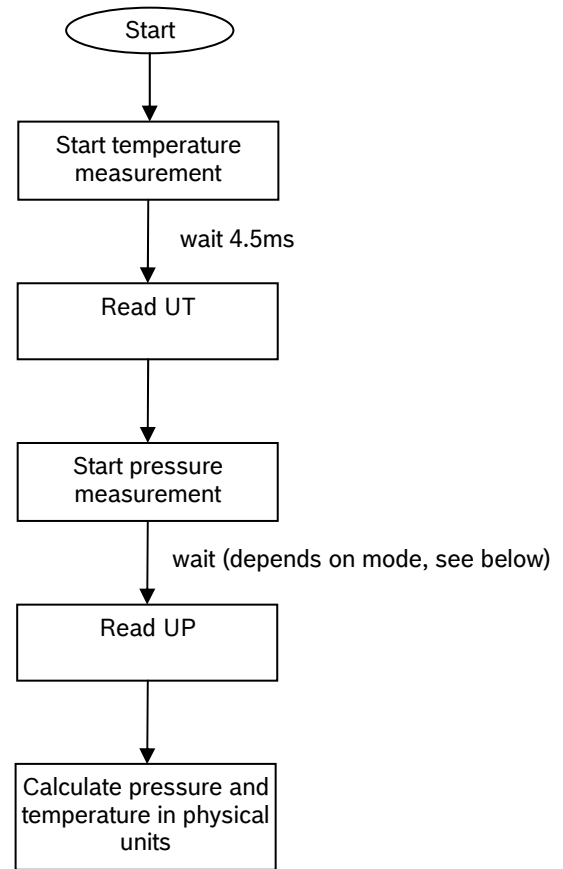 Start
Start temperature
measurement
wait 4.5ms
Read UT
Start pressure
measurement
wait (depends on mode, see below)
Read UP
Calculate pressure and
temperature in physical
units